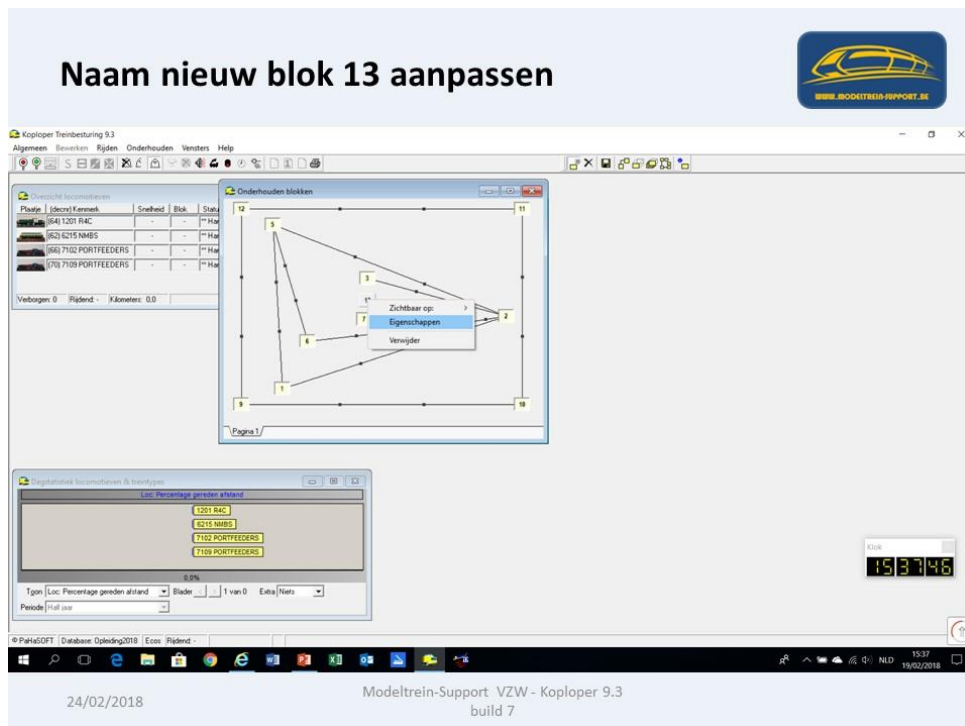 Naam nieuw blok 13 aanpassen
WWW.MODELTREIN-SUPPORT.BE
Koploper Treinbesturing 9.3
Algemeen Bewerken Rijden Onderhouden Vensters Help
Overzicht locomotieven
Plaatje (decnr) Kenmerk Snelheid Blok Statu
(64) 1201 R4C - - ** Har
(62) 6215 NMBS - - ** Har
(66) 7102 PORTFEEDERS - - ** Har
(70) 7109 PORTFEEDERS - - ** Har
Verborgen: 0 Rijdend: - Kilometers: 0,0
Onderhouden blokken
12 11
5
3
7
2
6
1
9 10
Zichtbaar op: >
Eigenschappen
Verwijder
Pagina 1
Dagstatistiek locomotieven & treintypes
Loc: Percentage gereden afstand
1201 R4C
6215 NMBS
7102 PORTFEEDERS
7109 PORTFEEDERS
0,0%
Toon Loc: Percentage gereden afstand Blader < > 1 van 0 Extra Niets
Periode Half jaar
Klok
15 37 46
© PaHaSOFT Database: Opleiding2018 Ecos Rijdend: -
NLD 15:37
19/02/2018
24/02/2018
Modeltrein-Support VZW - Koploper 9.3
build 7